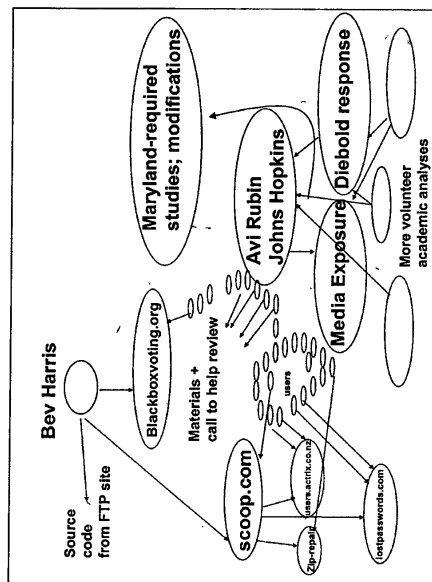 Bev Harris
Source
code
from FTP site
Blackboxvoting.org
Maryland-required
studies; modifications
Materials +
call to help review
Avi Rubin
Johns Hopkins
scoop.com
users
Media Exposure
Diebold response
users.actrix.co.nz
Zip-repair
lostpasswords.com
More volunteer
academic analyses